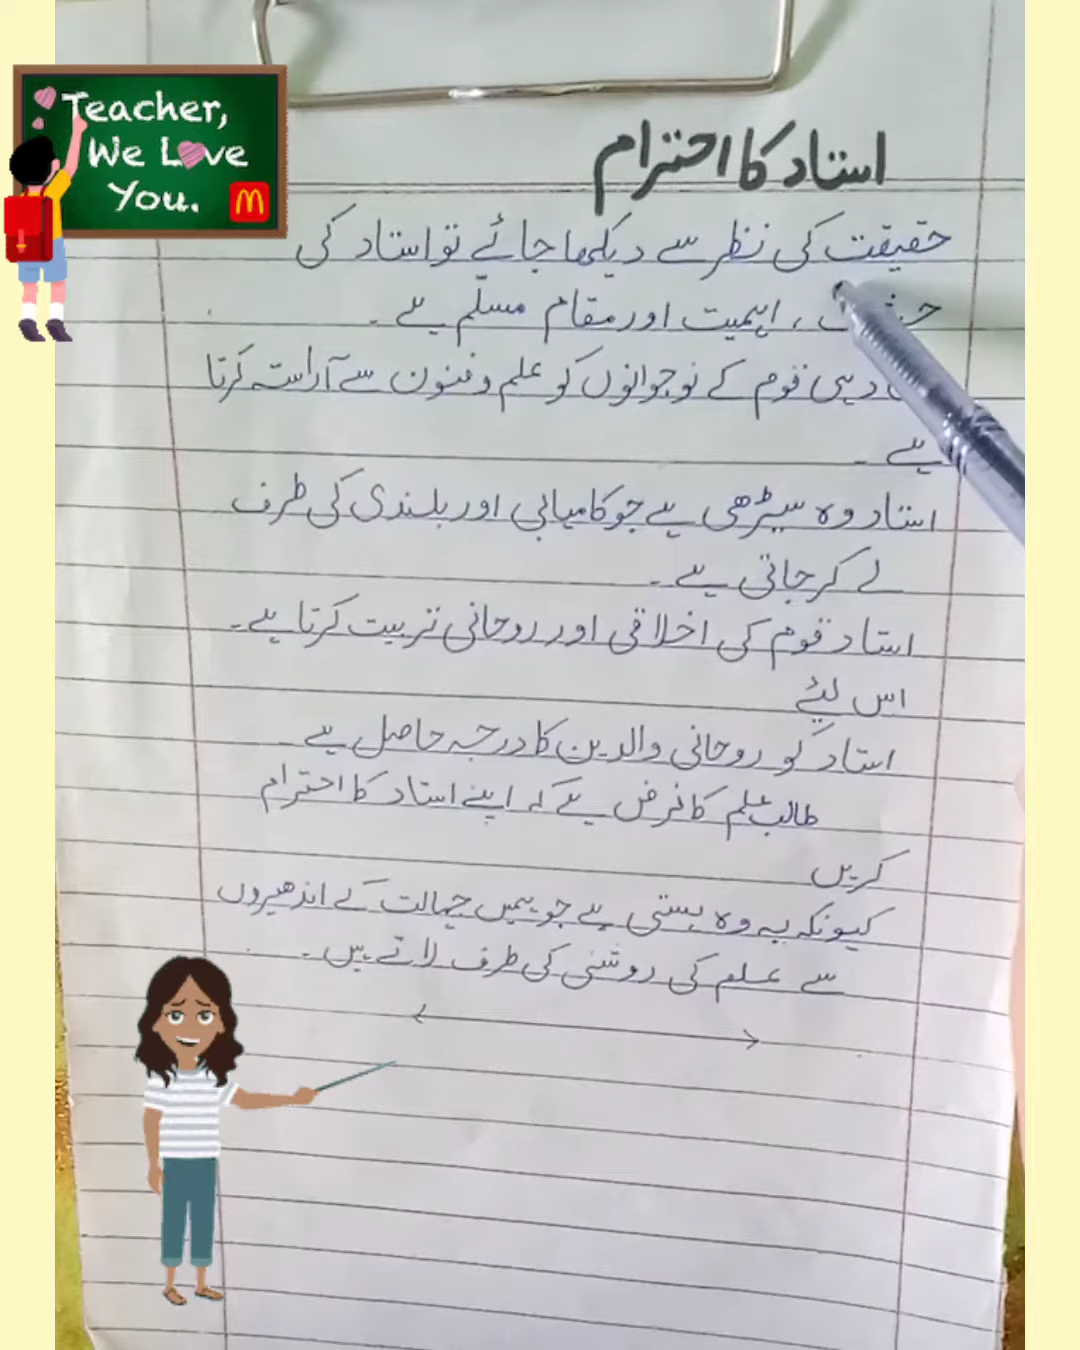 Teacher,
We Love
You.
استاد کا احترام
حقیقت کی نظر سے دیکھا جائے تو استاد کی
، اہمیت اور مقام مسلّم ہے ۔
ہی قوم کے نوجوانوں کو علم و فنون سے آراستہ کرتا
ہے ۔
استاد وہ سیڑھی ہے جو کامیابی اور بلندی کی طرف
لے کر جاتی ہے ۔
استاد قوم کی اخلاقی اور روحانی تربیت کرتا ہے ۔
اس لیٔے
استاد کو روحانی والدین کا درجہ حاصل ہے
طالب علم کا فرض ہے کہ اپنے استاد کا احترام
کریں
کیونکہ یہ وہ ہستی ہے جو ہمیں جہالت کے اندھیروں
سے علم کی روشنی کی طرف لاتے ہیں ۔